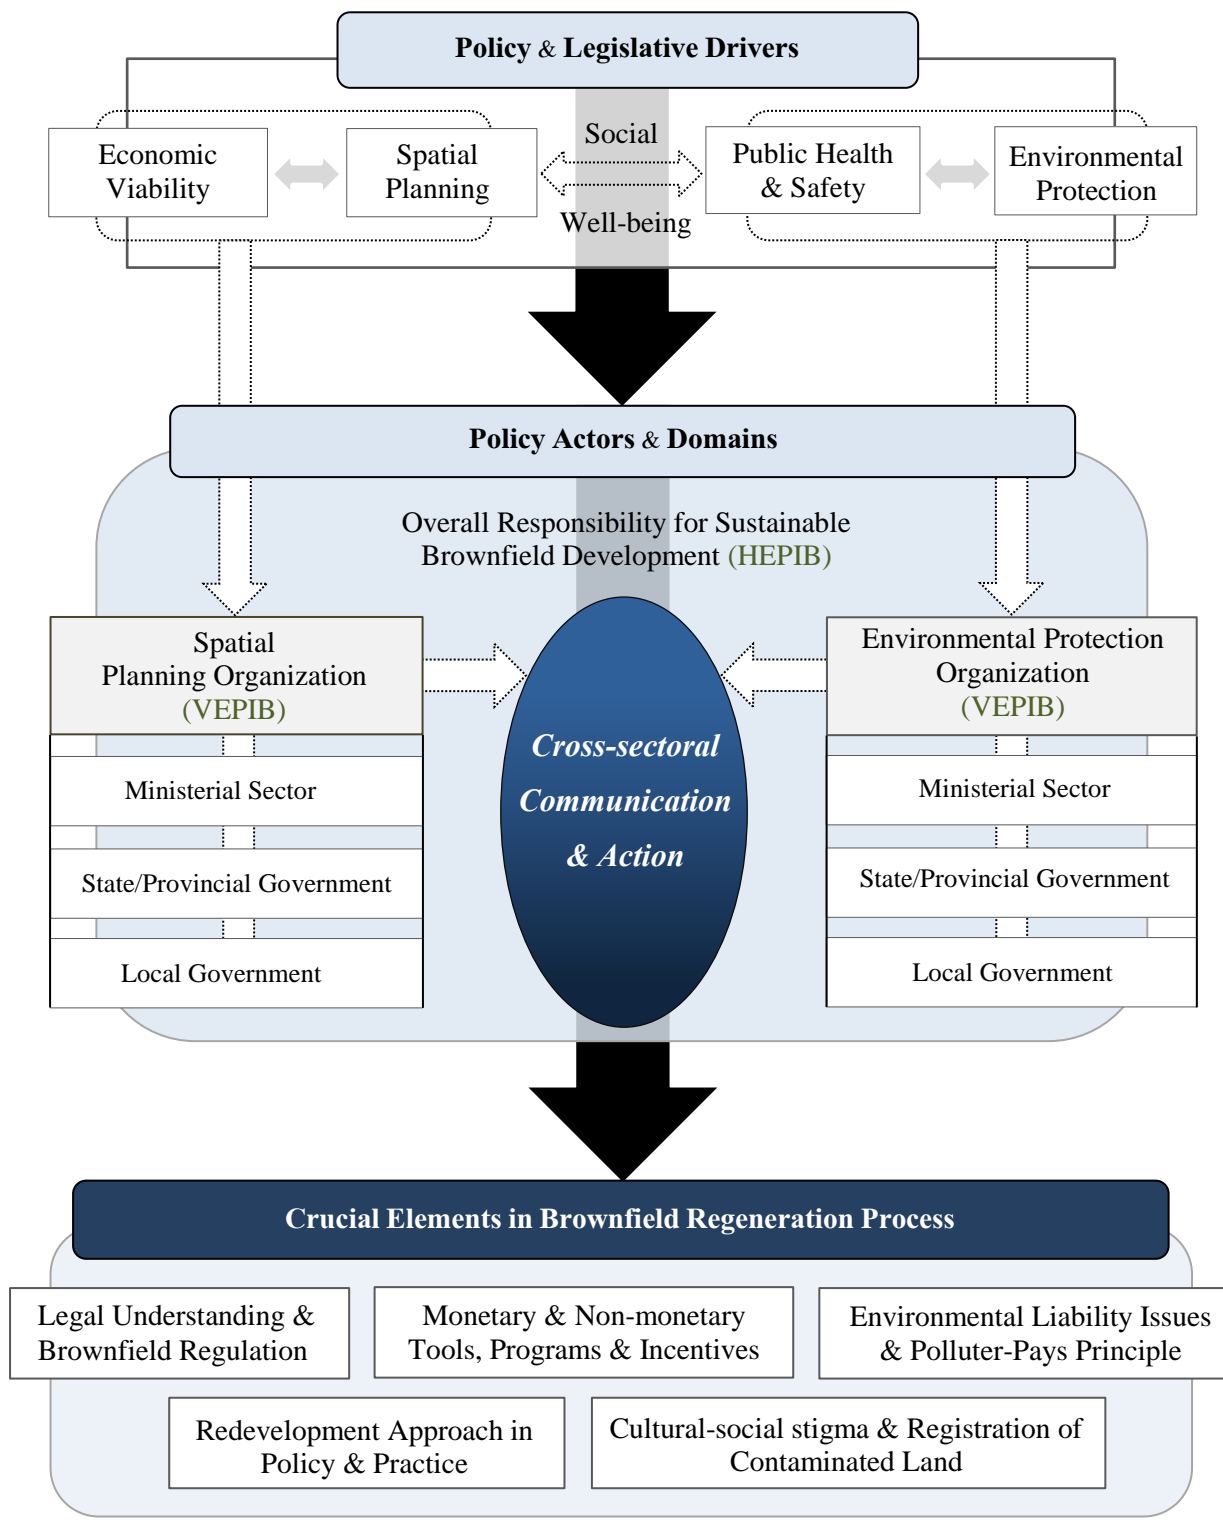 Policy & Legislative Drivers
Economic
Viability
Spatial
Planning
Social
Well-being
Public Health
& Safety
Environmental
Protection
Policy Actors & Domains
Overall Responsibility for Sustainable
Brownfield Development (HEPIB)
Spatial
Planning Organization
(VEPIB)
Ministerial Sector
State/Provincial Government
Local Government
Cross-sectoral
Communication
& Action
Environmental Protection
Organization
(VEPIB)
Ministerial Sector
State/Provincial Government
Local Government
Crucial Elements in Brownfield Regeneration Process
Legal Understanding &
Brownfield Regulation
Monetary & Non-monetary
Tools, Programs & Incentives
Environmental Liability Issues
& Polluter-Pays Principle
Redevelopment Approach in
Policy & Practice
Cultural-social stigma & Registration of
Contaminated Land